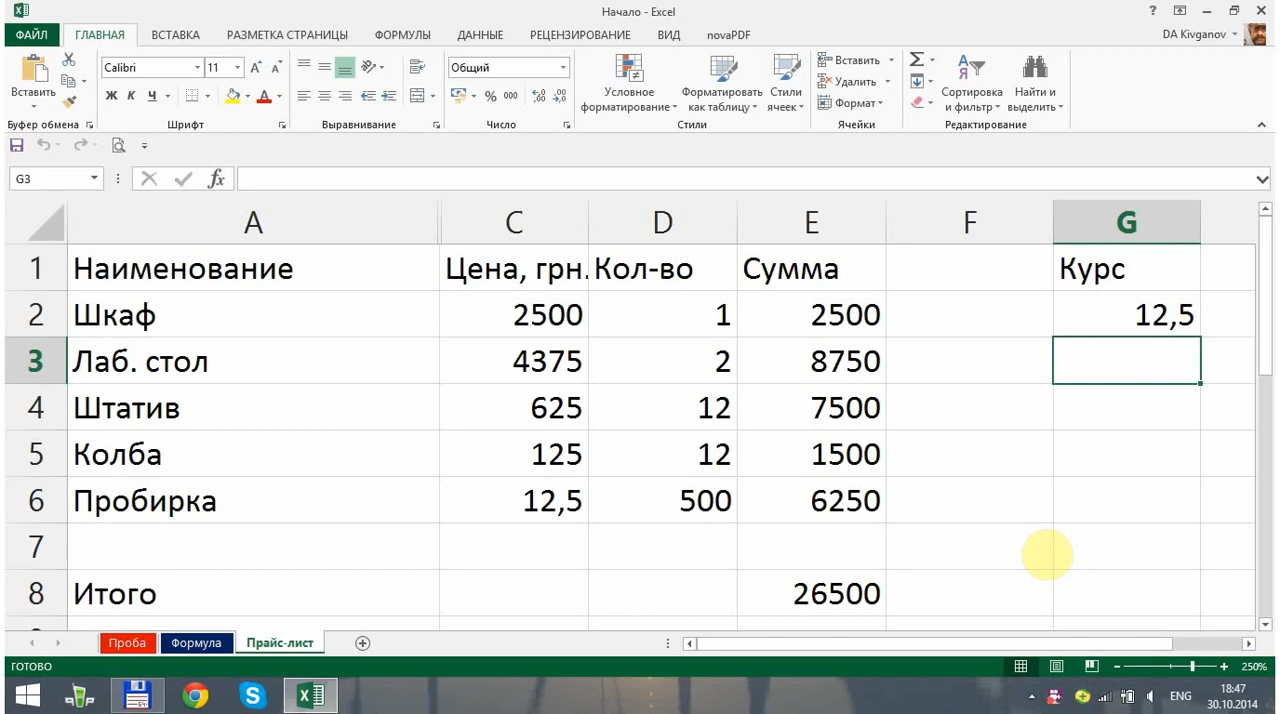 Начало - Excel
ФАЙЛ ГЛАВНАЯ ВСТАВКА РАЗМЕТКА СТРАНИЦЫ ФОРМУЛЫ ДАННЫЕ РЕЦЕНЗИРОВАНИЕ ВИД novaPDF DA Kivganov
Вставить
Calibri 11
Ж К Ч
Общий
% 000
Условное форматирование
Форматировать как таблицу
Стили ячеек
Вставить
Удалить
Формат
Сортировка и фильтр
Найти и выделить
Буфер обмена Шрифт Выравнивание Число Стили Ячейки Редактирование
G3 fx
A C D E F G
1 Наименование Цена, грн. Кол-во Сумма Курс
2 Шкаф 2500 1 2500 12,5
3 Лаб. стол 4375 2 8750
4 Штатив 625 12 7500
5 Колба 125 12 1500
6 Пробирка 12,5 500 6250
7
8 Итого 26500
Проба Формула Прайс-лист
ГОТОВО 250%
ENG 18:47
30.10.2014